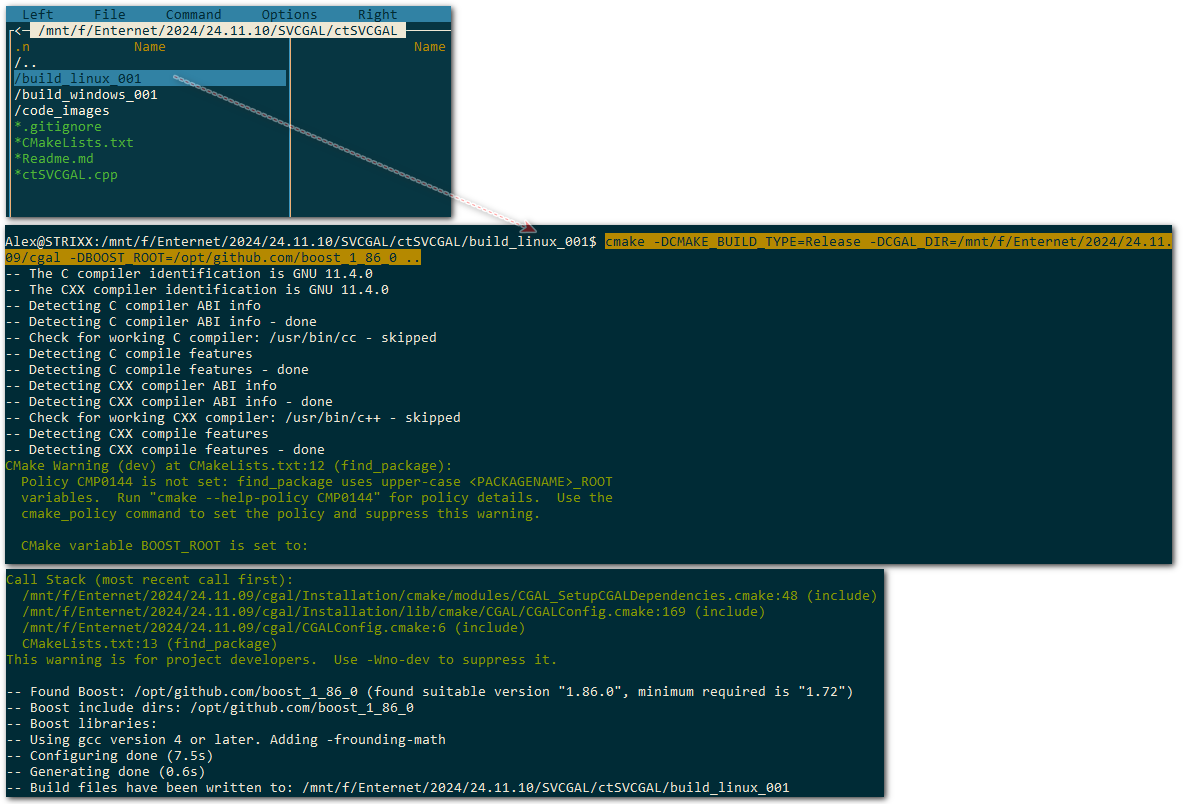 Left File Command Options Right
<─ /mnt/f/Enternet/2024/24.11.10/SVCGAL/ctSVCGAL
.n Name Name
/..
/build_linux_001
/build_windows_001
/code_images
*.gitignore
*CMakeLists.txt
*Readme.md
*ctSVCGAL.cpp
Alex@STRIXX:/mnt/f/Enternet/2024/24.11.10/SVCGAL/ctSVCGAL/build_linux_001$ cmake -DCMAKE_BUILD_TYPE=Release -DCGAL_DIR=/mnt/f/Enternet/2024/24.11.
09/cgal -DBOOST_ROOT=/opt/github.com/boost_1_86_0 ..
-- The C compiler identification is GNU 11.4.0
-- The CXX compiler identification is GNU 11.4.0
-- Detecting C compiler ABI info
-- Detecting C compiler ABI info - done
-- Check for working C compiler: /usr/bin/cc - skipped
-- Detecting C compile features
-- Detecting C compile features - done
-- Detecting CXX compiler ABI info
-- Detecting CXX compiler ABI info - done
-- Check for working CXX compiler: /usr/bin/c++ - skipped
-- Detecting CXX compile features
-- Detecting CXX compile features - done
CMake Warning (dev) at CMakeLists.txt:12 (find_package):
  Policy CMP0144 is not set: find_package uses upper-case <PACKAGENAME>_ROOT
  variables.  Run "cmake --help-policy CMP0144" for policy details.  Use the
  cmake_policy command to set the policy and suppress this warning.
  CMake variable BOOST_ROOT is set to:
Call Stack (most recent call first):
  /mnt/f/Enternet/2024/24.11.09/cgal/Installation/cmake/modules/CGAL_SetupCGALDependencies.cmake:48 (include)
  /mnt/f/Enternet/2024/24.11.09/cgal/Installation/lib/cmake/CGAL/CGALConfig.cmake:169 (include)
  /mnt/f/Enternet/2024/24.11.09/cgal/CGALConfig.cmake:6 (include)
  CMakeLists.txt:13 (find_package)
This warning is for project developers.  Use -Wno-dev to suppress it.
-- Found Boost: /opt/github.com/boost_1_86_0 (found suitable version "1.86.0", minimum required is "1.72")
-- Boost include dirs: /opt/github.com/boost_1_86_0
-- Boost libraries:
-- Using gcc version 4 or later. Adding -frounding-math
-- Configuring done (7.5s)
-- Generating done (0.6s)
-- Build files have been written to: /mnt/f/Enternet/2024/24.11.10/SVCGAL/ctSVCGAL/build_linux_001